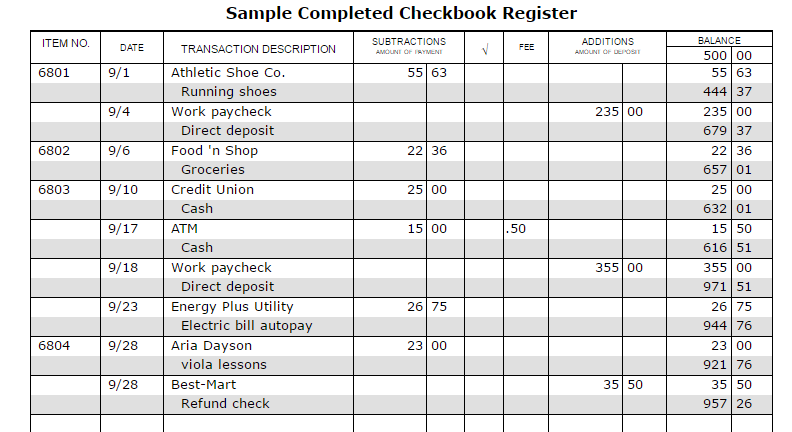 Sample Completed Checkbook Register
ITEM NO. DATE TRANSACTION DESCRIPTION SUBTRACTIONS AMOUNT OF PAYMENT √ FEE ADDITIONS AMOUNT OF DEPOSIT BALANCE
500 00
6801 9/1 Athletic Shoe Co. 55 63 55 63
Running shoes 444 37
9/4 Work paycheck 235 00 235 00
Direct deposit 679 37
6802 9/6 Food 'n Shop 22 36 22 36
Groceries 657 01
6803 9/10 Credit Union 25 00 25 00
Cash 632 01
9/17 ATM 15 00 .50 15 50
Cash 616 51
9/18 Work paycheck 355 00 355 00
Direct deposit 971 51
9/23 Energy Plus Utility 26 75 26 75
Electric bill autopay 944 76
6804 9/28 Aria Dayson 23 00 23 00
viola lessons 921 76
9/28 Best-Mart 35 50 35 50
Refund check 957 26